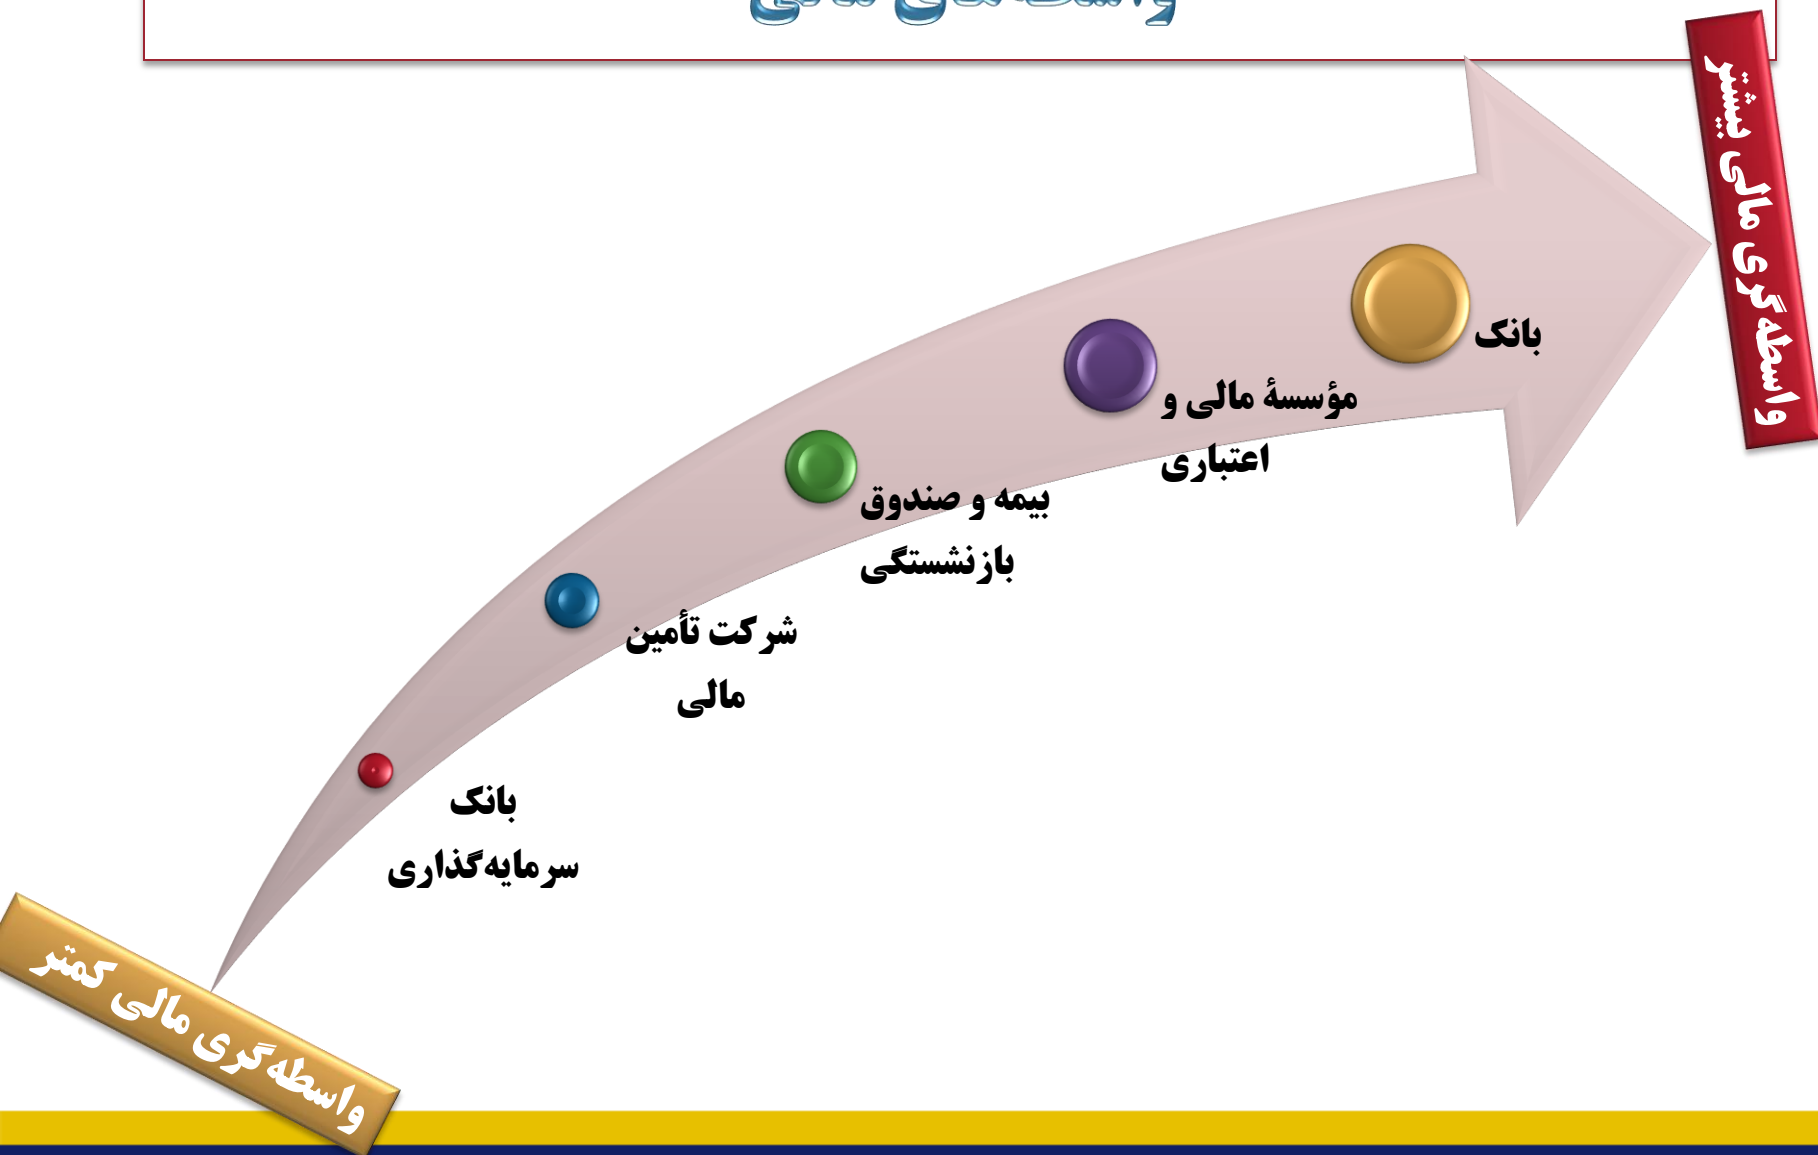 واسطه‌گری مالی بیشتر
بانک
مؤسسهٔ مالی و
اعتباری
بیمه و صندوق
بازنشستگی
شرکت تأمین
مالی
بانک
سرمایه‌گذاری
واسطه‌گری مالی کمتر